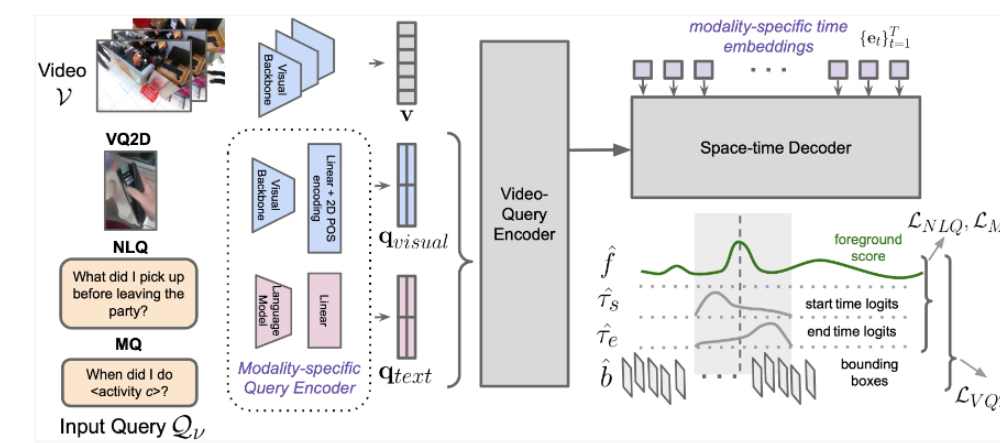 Video
𝒱
Visual
Backbone
v
VQ2D
Visual
Backbone
Linear + 2D POS
encoding
q_visual
NLQ
What did I pick up
before leaving the
party?
Language
Model
Linear
q_text
MQ
When did I do
<activity c>?
Modality-specific
Query Encoder
Input Query 𝒬_𝒱
Video-
Query
Encoder
modality-specific time
embeddings
{e_t}_{t=1}^T
Space-time Decoder
foreground
score
f̂
τ̂_s
start time logits
τ̂_e
end time logits
b̂
bounding
boxes
ℒ_NLQ, ℒ_M
ℒ_VQ